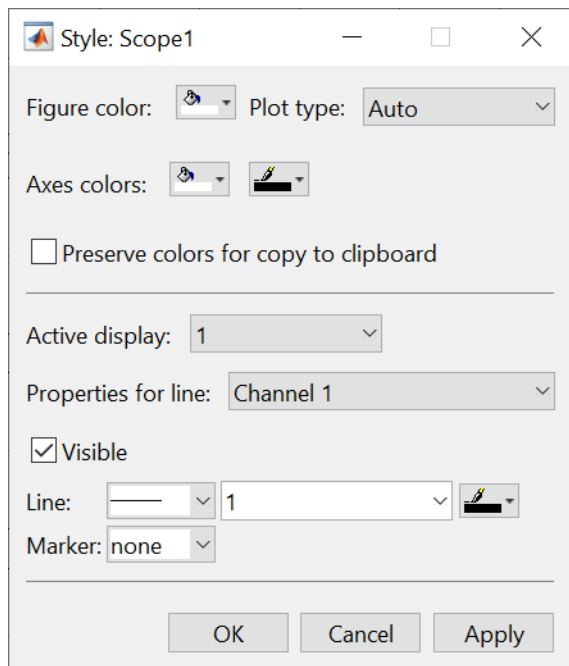 Style: Scope1
Figure color: Plot type: Auto
Axes colors:
Preserve colors for copy to clipboard
Active display: 1
Properties for line: Channel 1
Visible
Line: 1
Marker: none
OK Cancel Apply